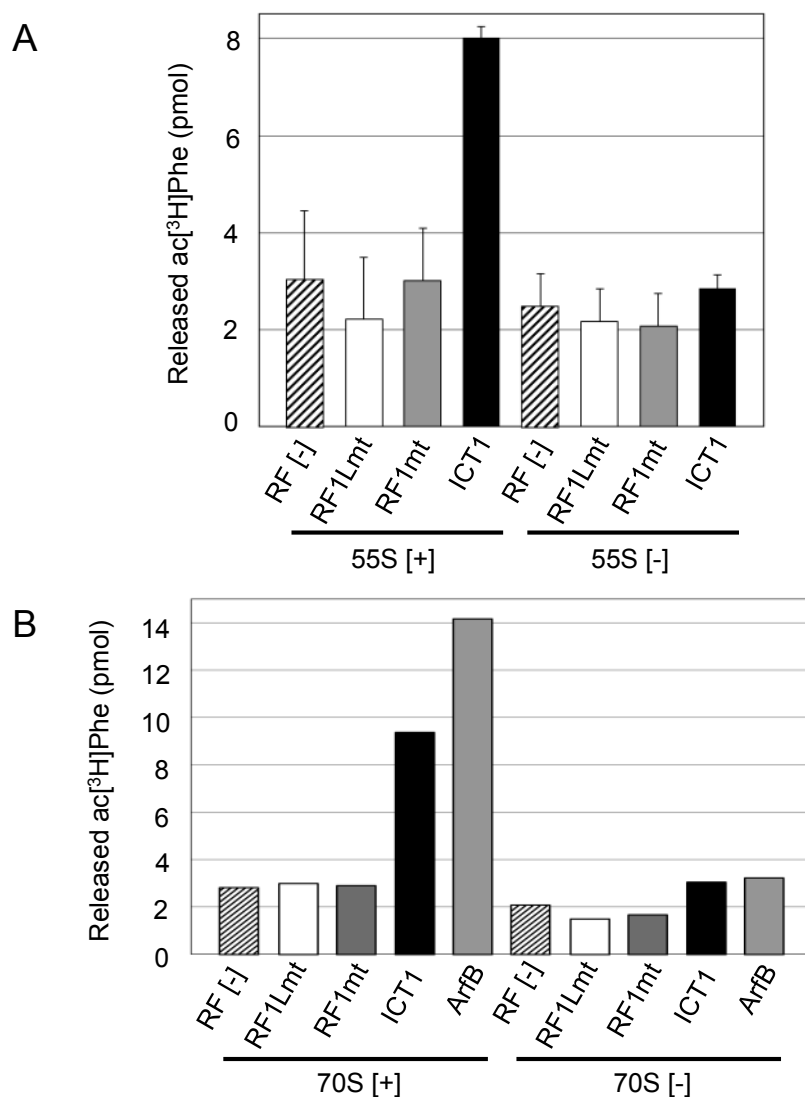 A
Released ac[³H]Phe (pmol)
8
6
4
2
0
RF [-]
RF1Lmt
RF1mt
ICT1
RF [-]
RF1Lmt
RF1mt
ICT1
55S [+]
55S [-]
B
Released ac[³H]Phe (pmol)
14
12
10
8
6
4
2
0
RF [-]
RF1Lmt
RF1mt
ICT1
ArfB
RF [-]
RF1Lmt
RF1mt
ICT1
ArfB
70S [+]
70S [-]